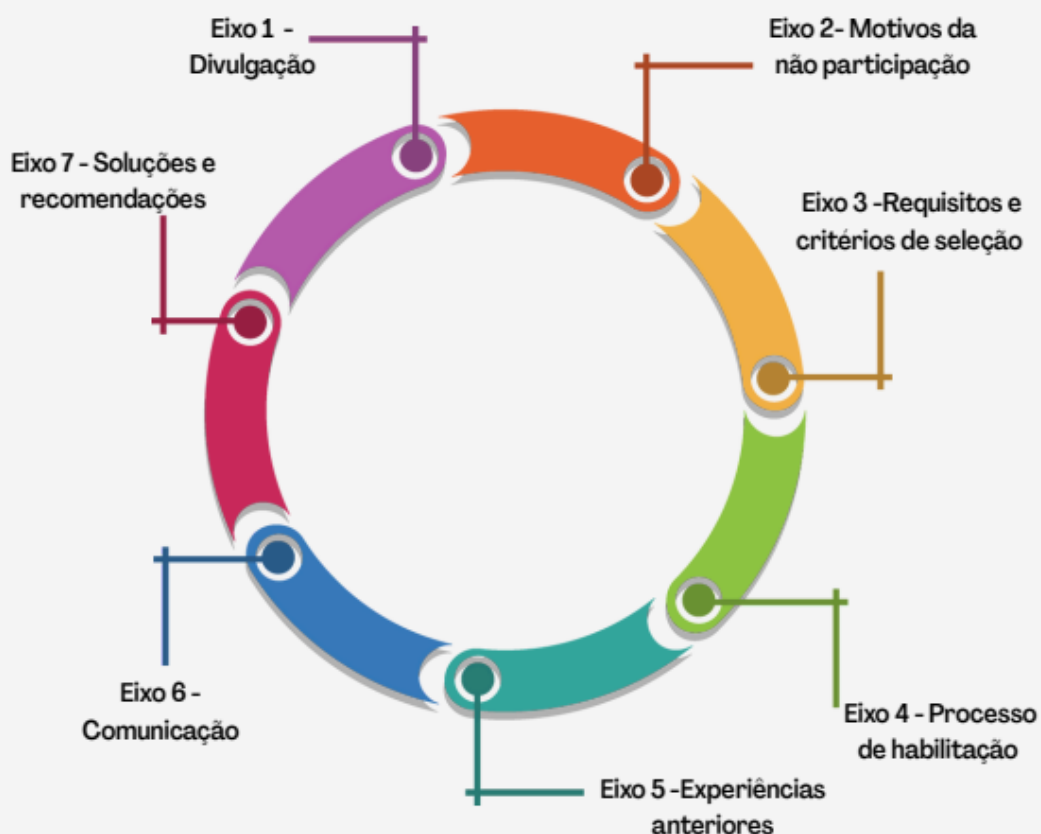 Eixo 1 -
Divulgação
Eixo 2- Motivos da
não participação
Eixo 3 -Requisitos e
critérios de seleção
Eixo 4 - Processo
de habilitação
Eixo 5 -Experiências
anteriores
Eixo 6 -
Comunicação
Eixo 7 - Soluções e
recomendações